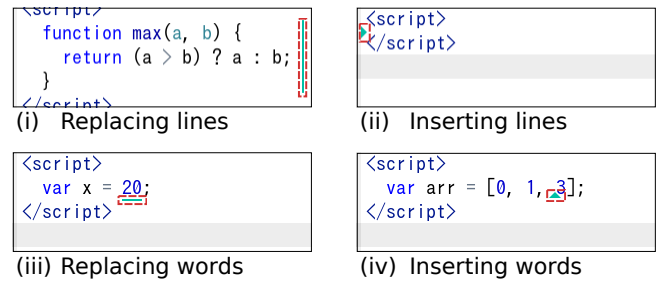 <script>
function max(a, b) {
return (a > b) ? a : b;
}
</script>
(i) Replacing lines
<script>
</script>
(ii) Inserting lines
<script>
var x = 20;
</script>
(iii) Replacing words
<script>
var arr = [0, 1, 3];
</script>
(iv) Inserting words